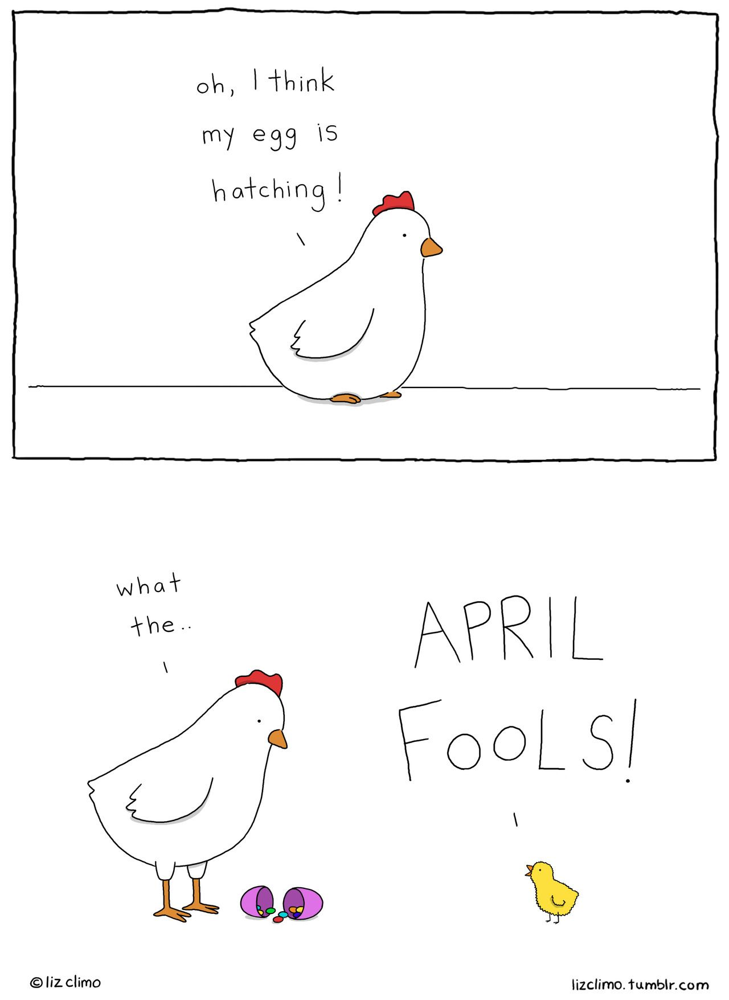 oh, I think
my egg is
hatching!
what
the..
APRIL
FOOLS!
© liz climo
lizclimo.tumblr.com